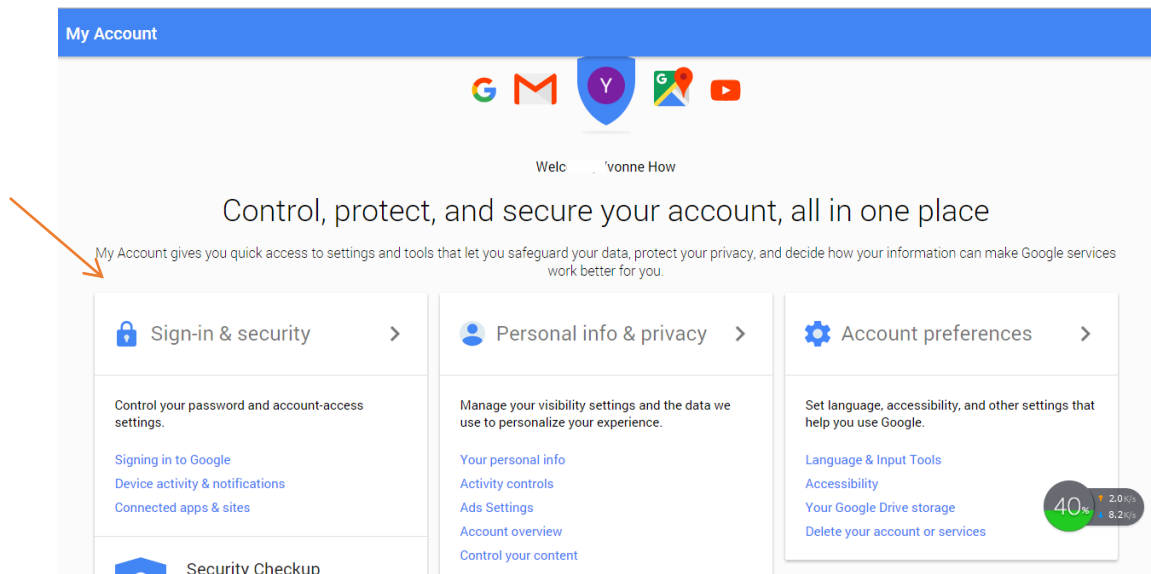 My Account
G
Y
G
Welc , vonne How
Control, protect, and secure your account, all in one place
My Account gives you quick access to settings and tools that let you safeguard your data, protect your privacy, and decide how your information can make Google services
work better for you.
Sign-in & security
Control your password and account-access
settings.
Signing in to Google
Device activity & notifications
Connected apps & sites
Security Checkup
Personal info & privacy
Manage your visibility settings and the data we
use to personalize your experience.
Your personal info
Activity controls
Ads Settings
Account overview
Control your content
Account preferences
Set language, accessibility, and other settings that
help you use Google.
Language & Input Tools
Accessibility
Your Google Drive storage
Delete your account or services
40%
2.0K/s
8.2K/s